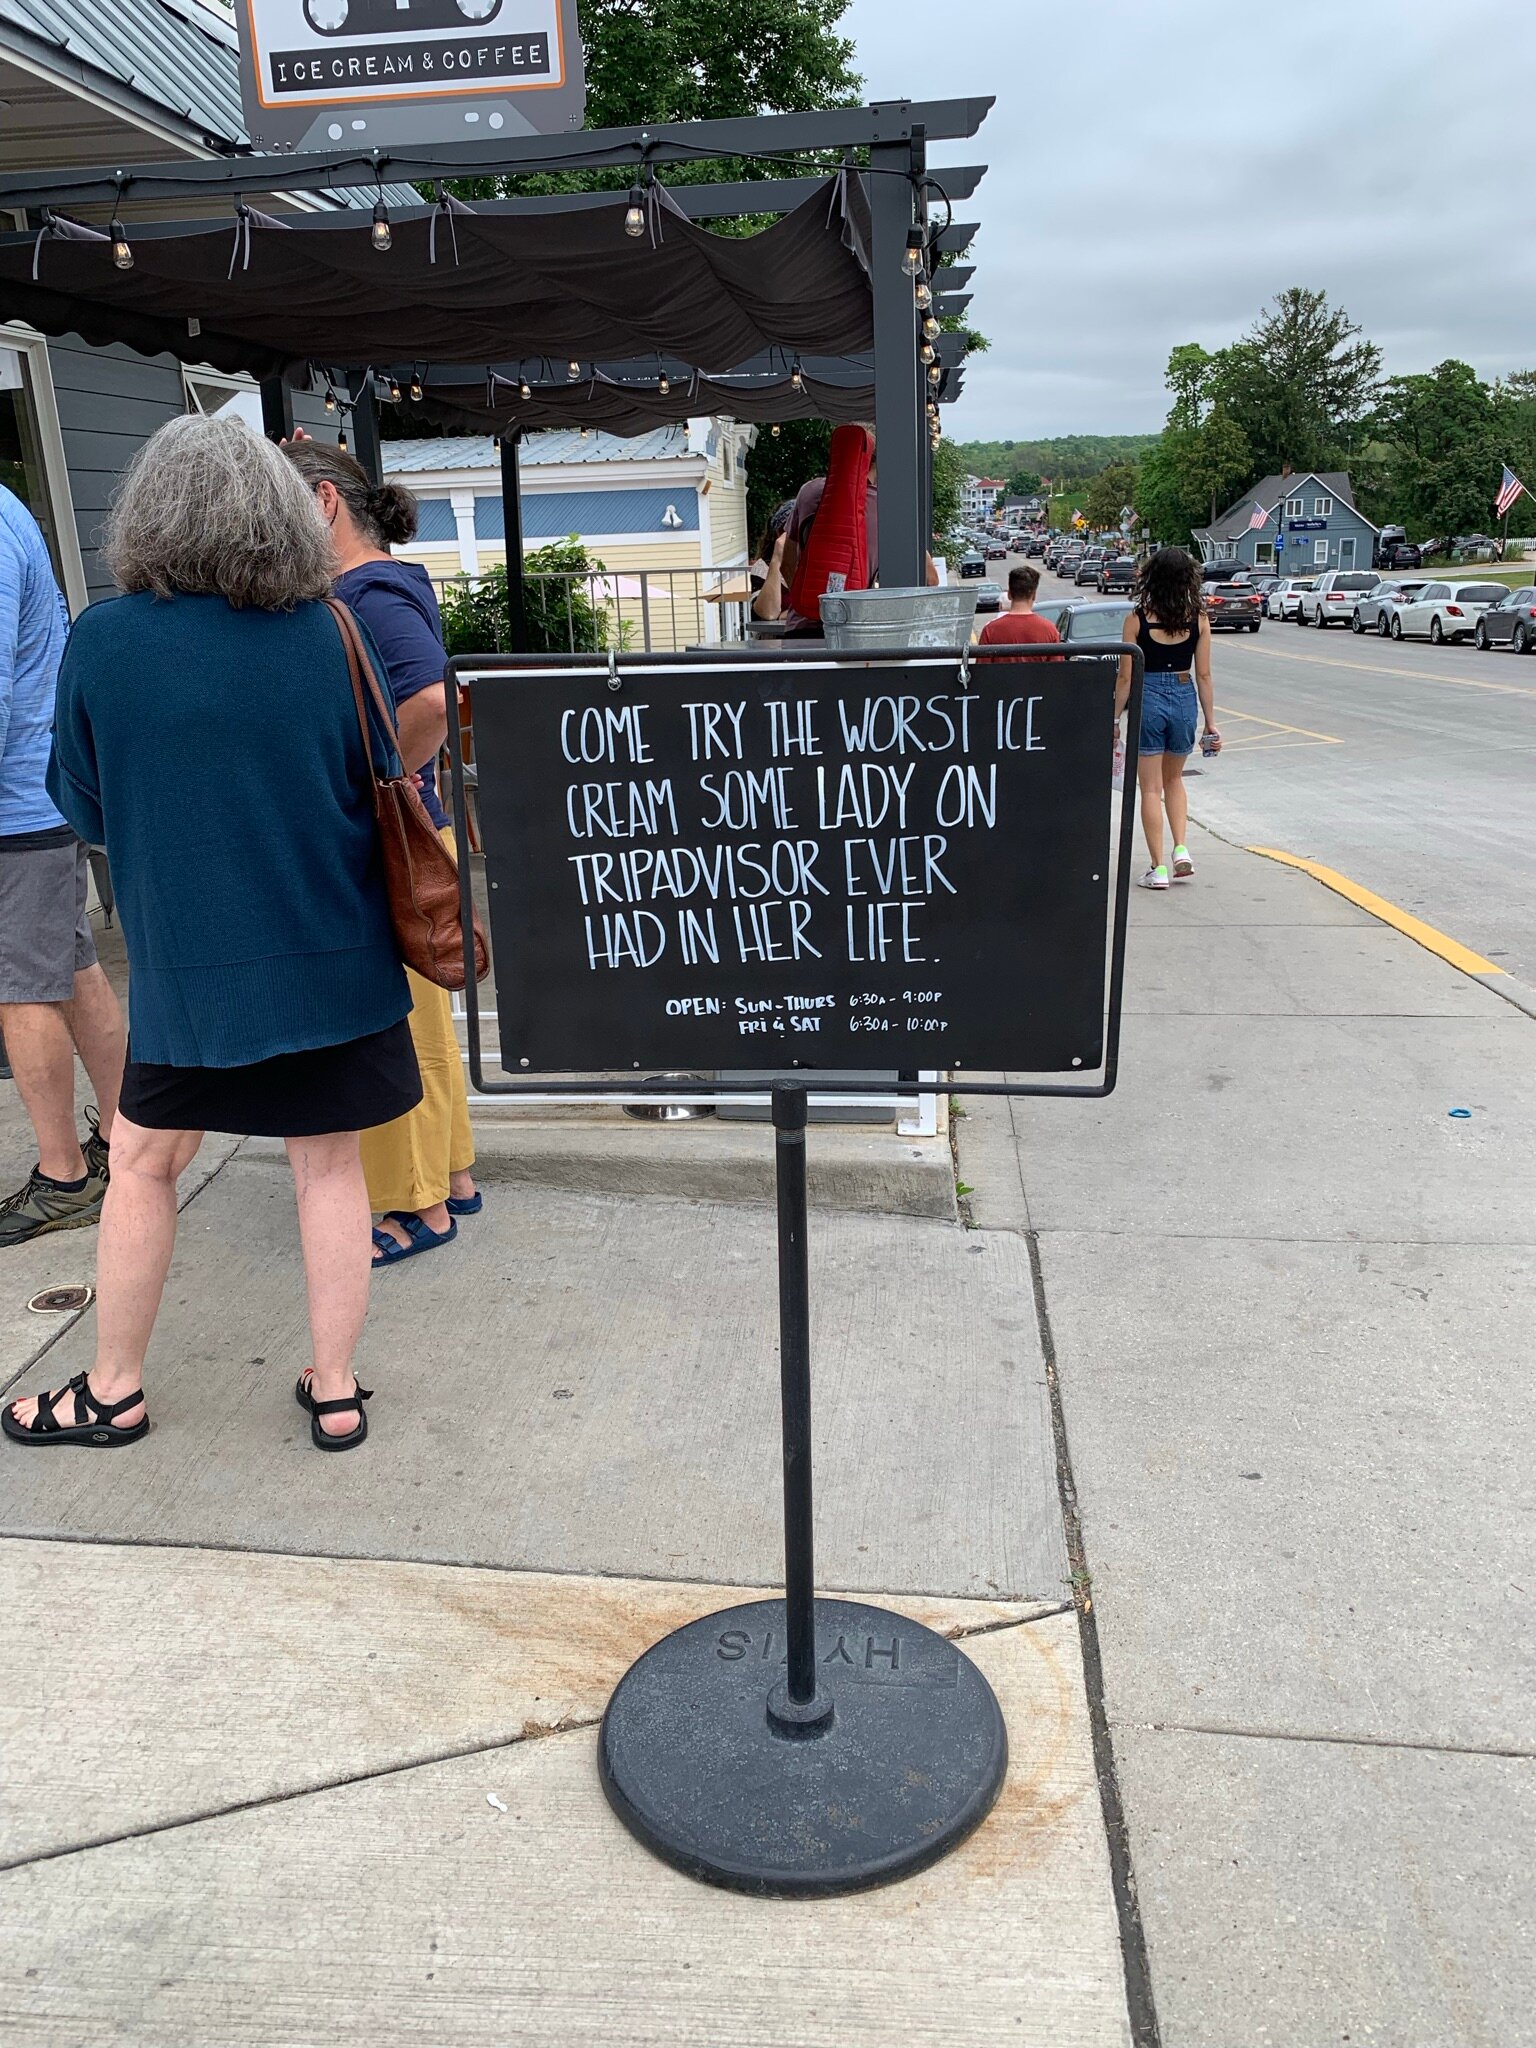 ICE CREAM & COFFEE
COME TRY THE WORST ICE
CREAM SOME LADY ON
TRIPADVISOR EVER
HAD IN HER LIFE.
OPEN: SUN-THURS 6:30A-9:00P
FRI & SAT 6:30A-10:00P